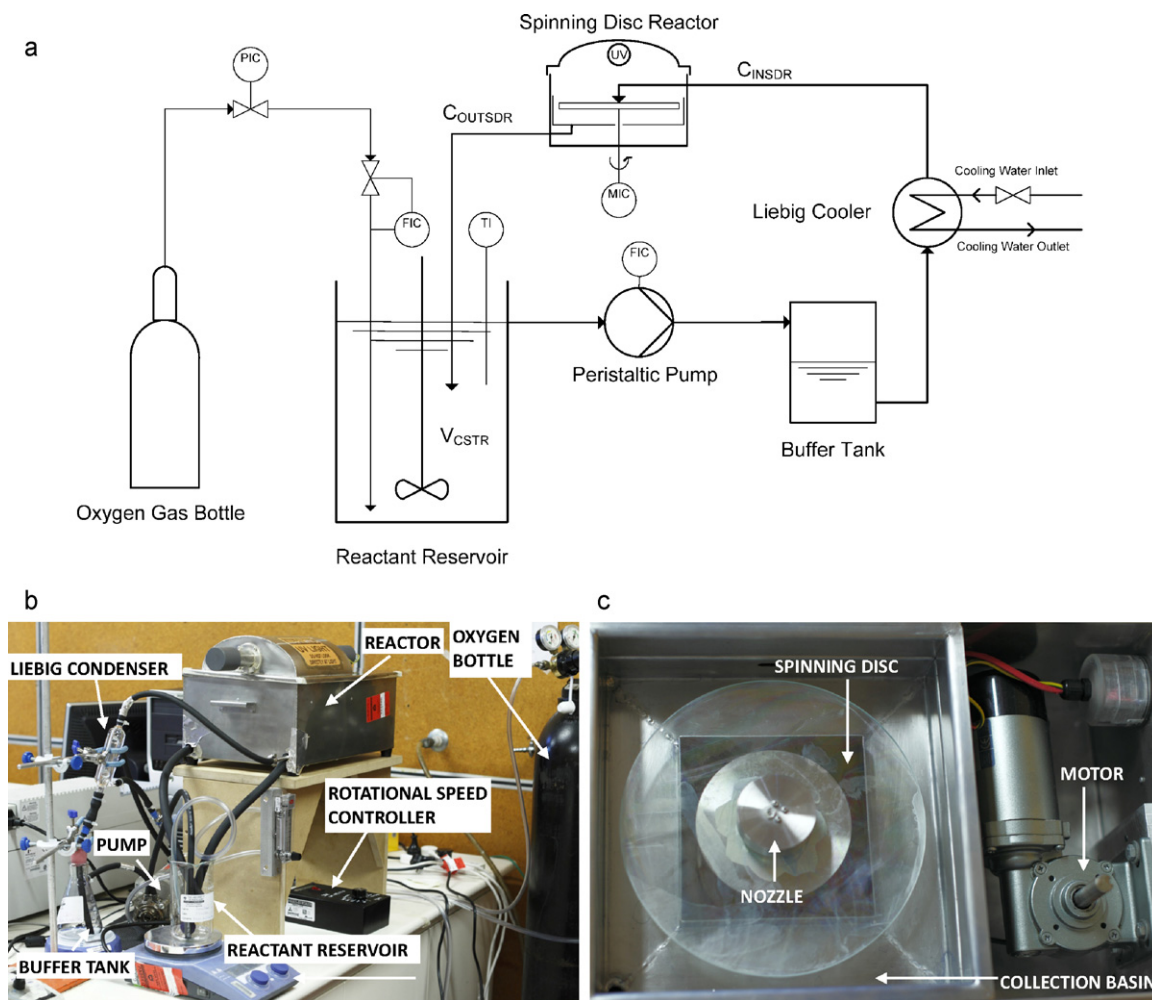 a
Spinning Disc Reactor
PIC
UV
C_INSDR
C_OUTSDR
MIC
FIC
TI
FIC
Liebig Cooler
Cooling Water Inlet
Cooling Water Outlet
Peristaltic Pump
V_CSTR
Buffer Tank
Oxygen Gas Bottle
Reactant Reservoir
b
LIEBIG CONDENSER
REACTOR
OXYGEN
BOTTLE
ROTATIONAL SPEED
CONTROLLER
PUMP
REACTANT RESERVOIR
BUFFER TANK
c
SPINNING DISC
MOTOR
NOZZLE
COLLECTION BASIN